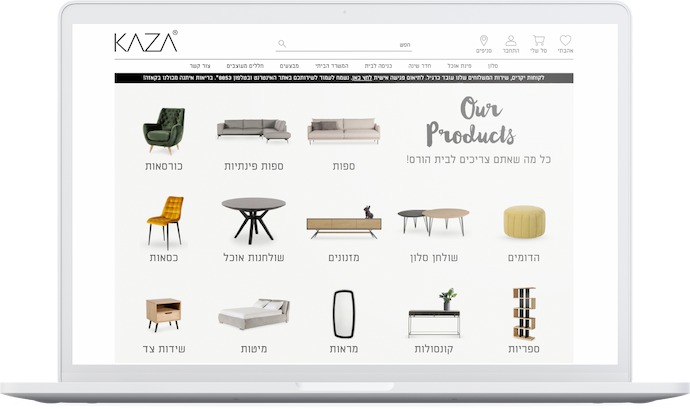 KAZA®
חפש
סניפים
התחבר
סל שלי
אהבתי
סלון
פינת אוכל
חדר שינה
כניסה לבית
המשרד הביתי
מבצעים
חללים מעוצבים
צור קשר
לקוחות יקרים, שירות המשלוחים שלנו עובד כרגיל. לתיאום פגישה אישית לחץ כאן. נשמח לעמוד לשירותכם באתר האינטרנט ובטלפון 8853*. בריאות איתנה מכולנו בקאזה!
Our
Products
כל מה שאתם צריכים לבית הורס!
ספות
ספות פינתיות
כורסאות
הדומים
שולחן סלון
מזנונים
שולחנות אוכל
כסאות
ספריות
קונסולות
מראות
מיטות
שידות צד